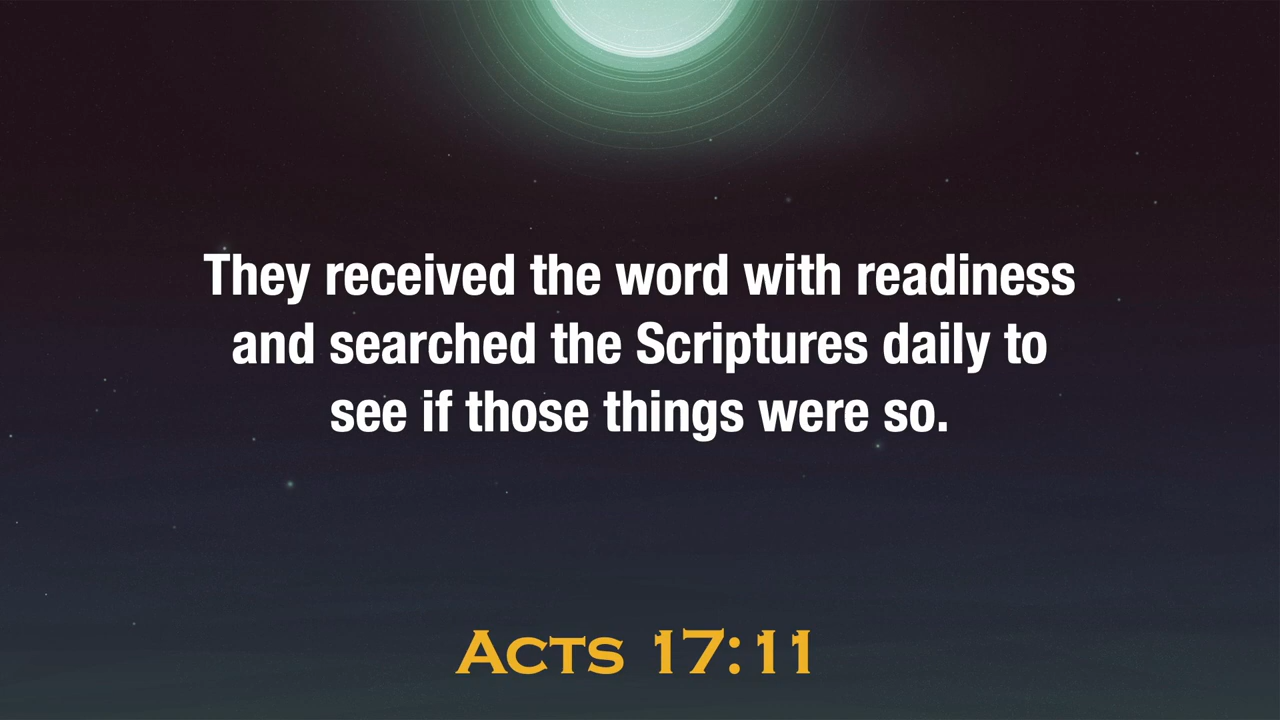 They received the word with readiness
and searched the Scriptures daily to
see if those things were so.
Acts 17:11